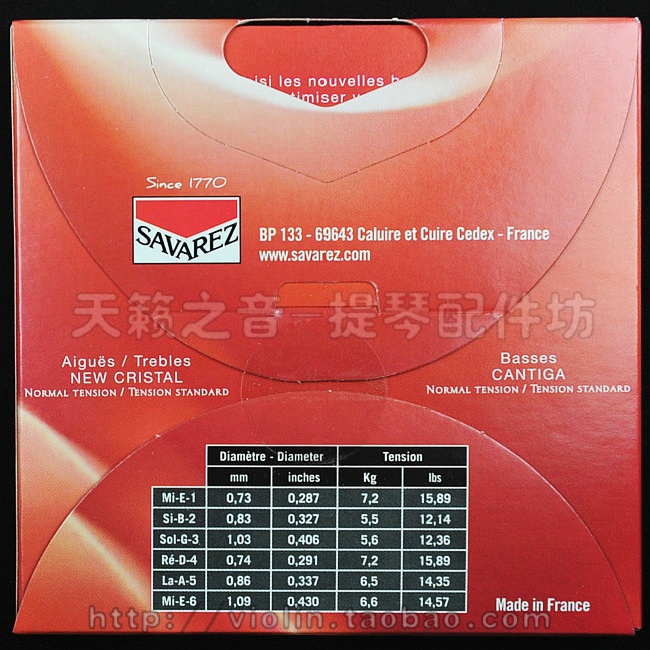 isi les nouvelles
timiser
Since 1770
SAVAREZ
BP 133 - 69643 Caluire et Cuire Cedex - France
www.savarez.com
天籁之音 提琴配件坊
Aiguës / Trebles
NEW CRISTAL
NORMAL TENSION / TENSION STANDARD
Basses
CANTIGA
NORMAL TENSION / TENSION STANDARD
Diamètre - Diameter Tension
mm inches Kg lbs
Mi-E-1 0,73 0,287 7,2 15,89
Si-B-2 0,83 0,327 5,5 12,14
Sol-G-3 1,03 0,406 5,6 12,36
Ré-D-4 0,74 0,291 7,2 15,89
La-A-5 0,86 0,337 6,5 14,35
Mi-E-6 1,09 0,430 6,6 14,57
Made in France
http://violin.taobao.com